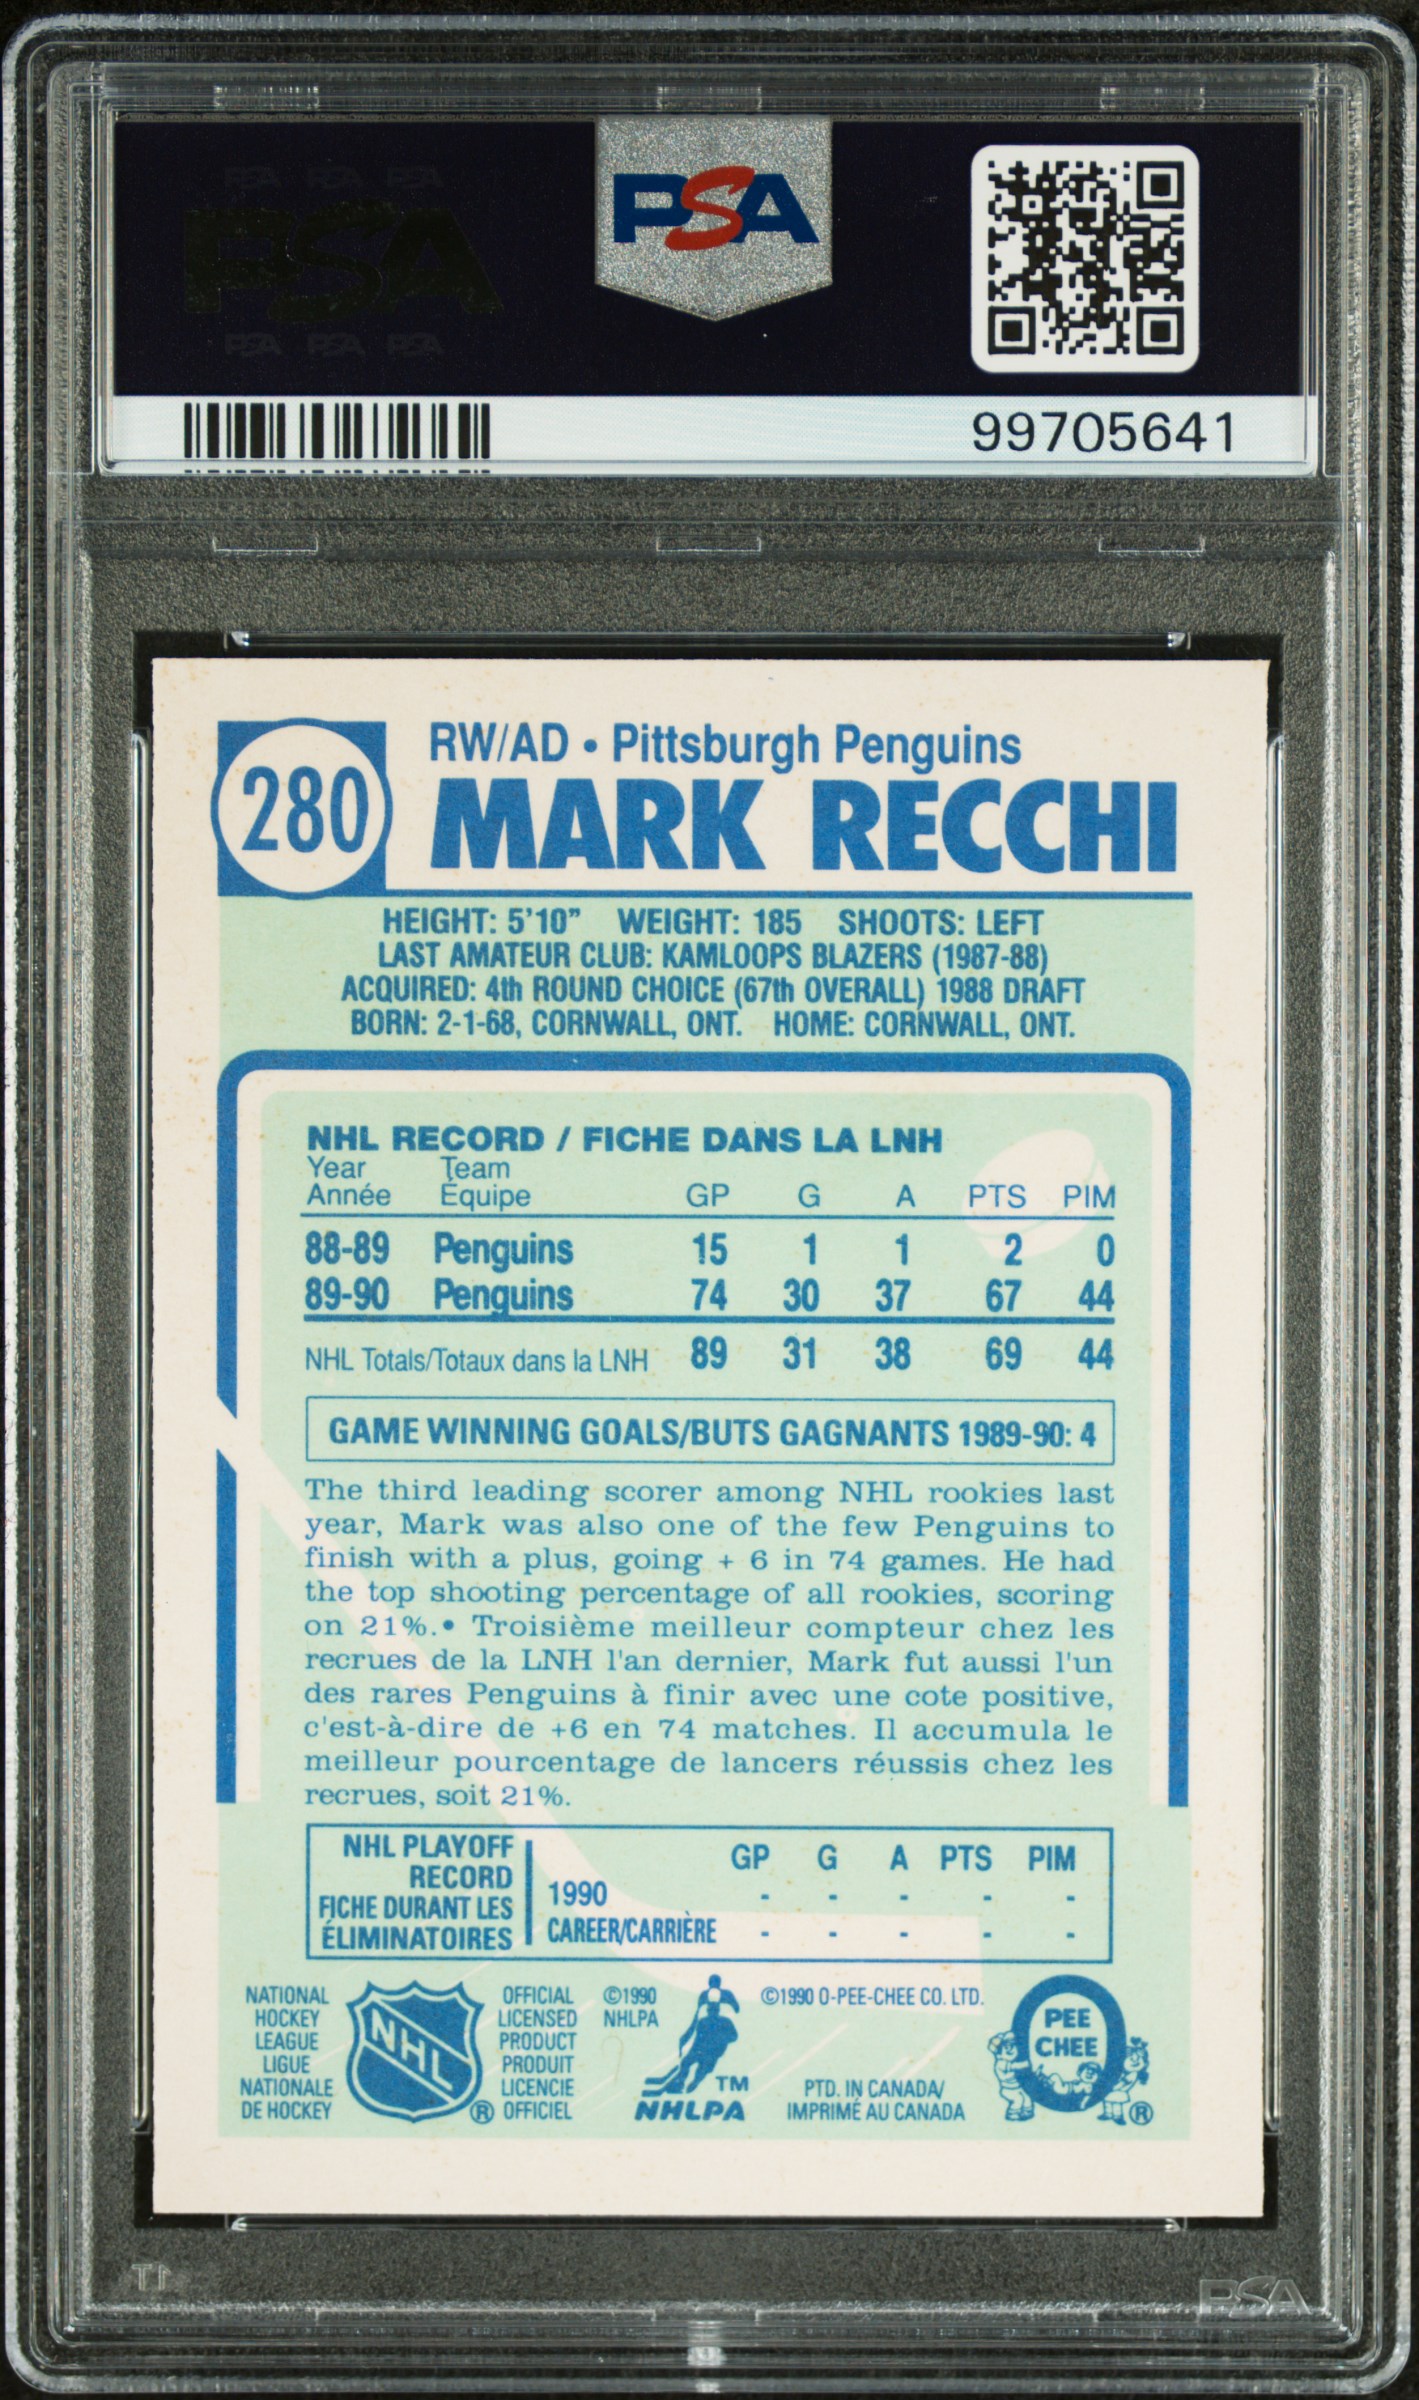 PSA PSA PSA
PSA
PSA PSA PSA
PSA
99705641
280
RW/AD • Pittsburgh Penguins
MARK RECCHI
HEIGHT: 5'10" WEIGHT: 185 SHOOTS: LEFT
LAST AMATEUR CLUB: KAMLOOPS BLAZERS (1987-88)
ACQUIRED: 4th ROUND CHOICE (67th OVERALL) 1988 DRAFT
BORN: 2-1-68, CORNWALL, ONT. HOME: CORNWALL, ONT.
NHL RECORD / FICHE DANS LA LNH
Year Team
Année Équipe GP G A PTS PIM
88-89 Penguins 15 1 1 2 0
89-90 Penguins 74 30 37 67 44
NHL Totals/Totaux dans la LNH 89 31 38 69 44
GAME WINNING GOALS/BUTS GAGNANTS 1989-90: 4
The third leading scorer among NHL rookies last
year, Mark was also one of the few Penguins to
finish with a plus, going + 6 in 74 games. He had
the top shooting percentage of all rookies, scoring
on 21%.• Troisième meilleur compteur chez les
recrues de la LNH l'an dernier, Mark fut aussi l'un
des rares Penguins à finir avec une cote positive,
c'est-à-dire de +6 en 74 matches. Il accumula le
meilleur pourcentage de lancers réussis chez les
recrues, soit 21%.
NHL PLAYOFF
RECORD
FICHE DURANT LES
ÉLIMINATOIRES
GP G A PTS PIM
1990 - - - - -
CAREER/CARRIÈRE - - - - -
NATIONAL
HOCKEY
LEAGUE
LIGUE
NATIONALE
DE HOCKEY
NHL
®
OFFICIAL
LICENSED
PRODUCT
PRODUIT
LICENCIE
OFFICIEL
©1990
NHLPA
TM
NHLPA
©1990 O-PEE-CHEE CO. LTD.
PTD. IN CANADA/
IMPRIMÉ AU CANADA
PEE
CHEE
®
PSA